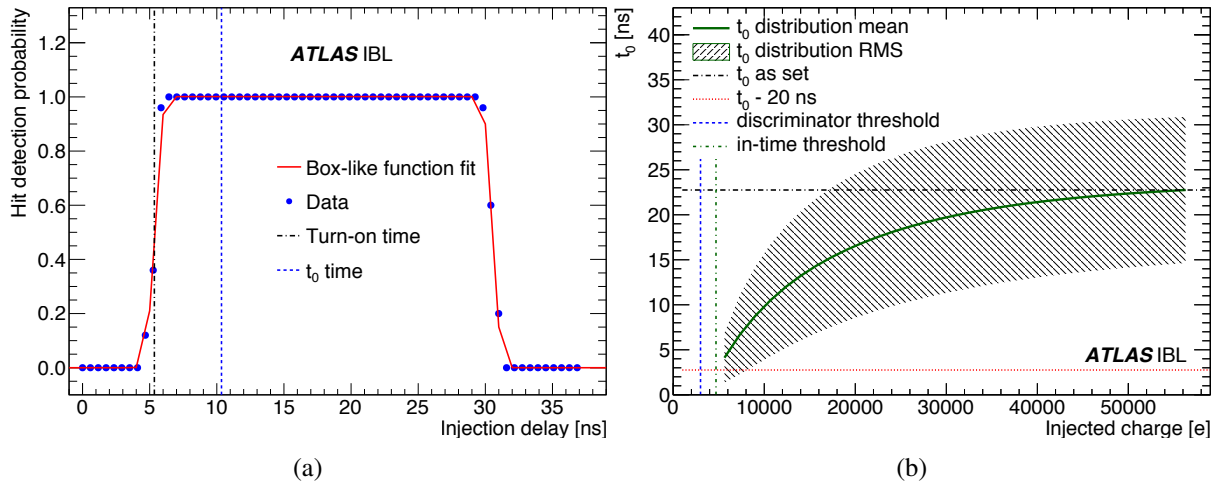 Hit detection probability
1.2
1.0
0.8
0.6
0.4
0.2
0.0
ATLAS IBL
Box-like function fit
Data
Turn-on time
t₀ time
0 5 10 15 20 25 30 35
Injection delay [ns]
(a)
t₀ [ns]
40
35
30
25
20
15
10
5
0
t₀ distribution mean
t₀ distribution RMS
t₀ as set
t₀ - 20 ns
discriminator threshold
in-time threshold
ATLAS IBL
0 10000 20000 30000 40000 50000
Injected charge [e]
(b)